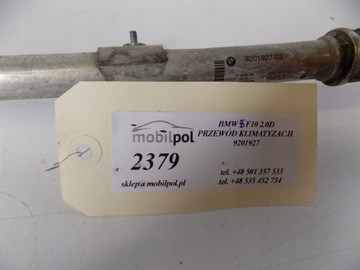 9201927 03
mobilpol
2379
sklep@mobilpol.pl
BMW 5 F10 2.0D
PRZEWÓD KLIMATYZACJI
9201927
tel. +48 501 357 533
tel. +48 535 452 734